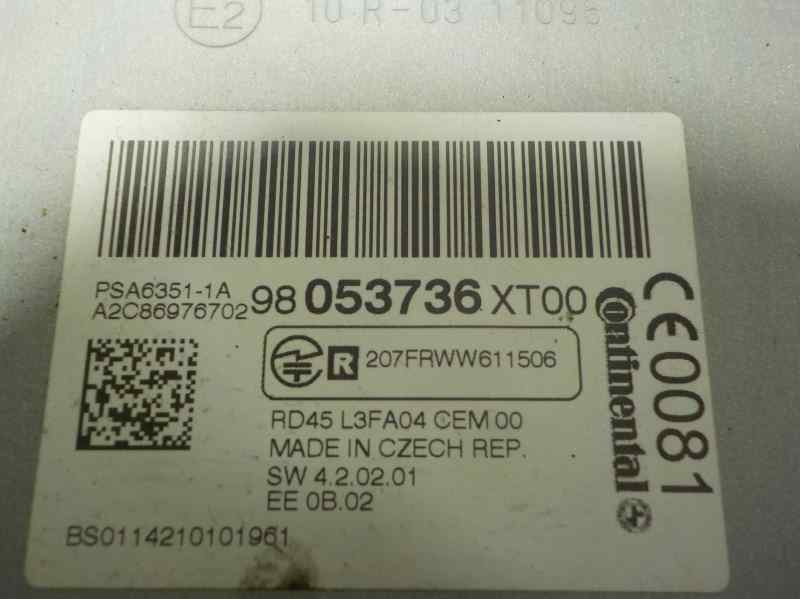 E2 10 R-03 11095
PSA6351-1A
A2C86976702
98 053736 XT00
R 207FRWW611506
RD45 L3FA04 CEM 00
MADE IN CZECH REP.
SW 4.2.02.01
EE 0B.02
BS0114210101961
Continental
CE0081